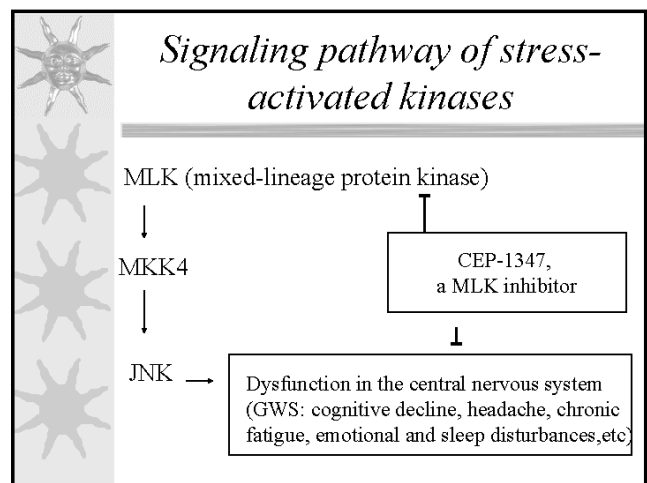 Signaling pathway of stress-
activated kinases
MLK (mixed-lineage protein kinase)
CEP-1347,
a MLK inhibitor
MKK4
JNK
Dysfunction in the central nervous system
(GWS: cognitive decline, headache, chronic
fatigue, emotional and sleep disturbances,etc)